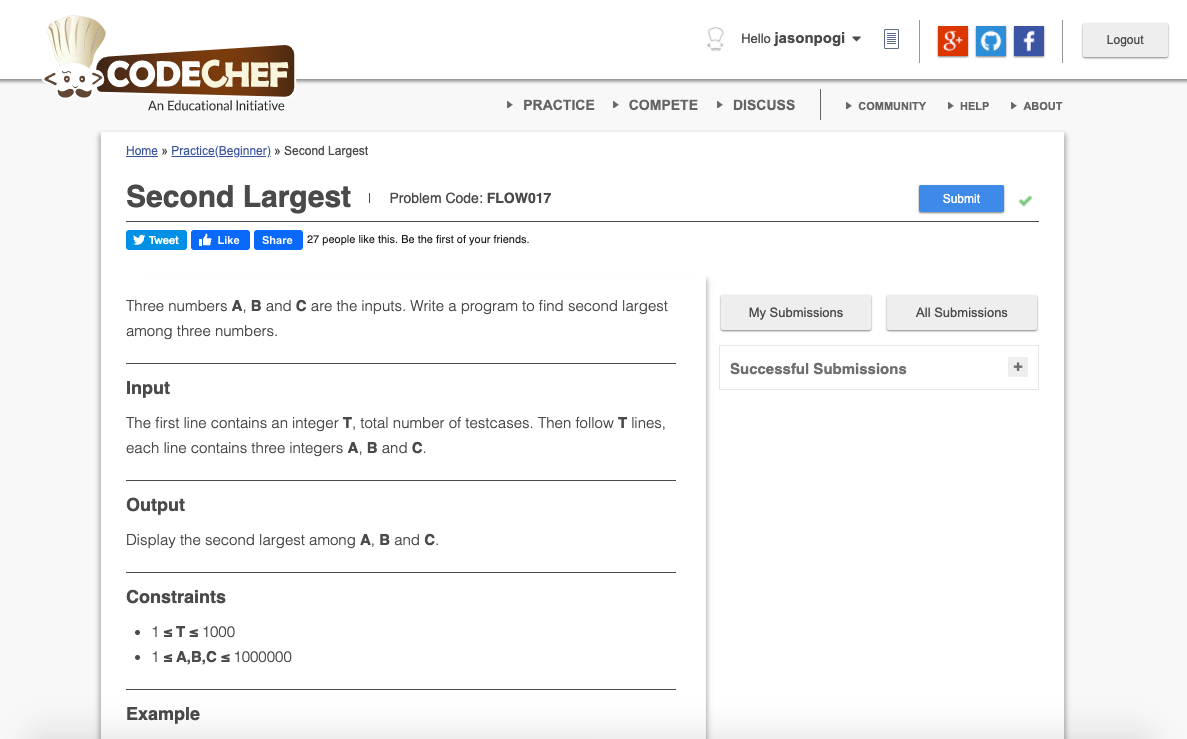 CODECHEF
An Educational Initiative
Hello jasonpogi
Logout
PRACTICE COMPETE DISCUSS COMMUNITY HELP ABOUT
Home » Practice(Beginner) » Second Largest
Second Largest Problem Code: FLOW017 Submit
Tweet Like Share 27 people like this. Be the first of your friends.
Three numbers A, B and C are the inputs. Write a program to find second largest
among three numbers.
My Submissions All Submissions
Successful Submissions +
Input
The first line contains an integer T, total number of testcases. Then follow T lines,
each line contains three integers A, B and C.
Output
Display the second largest among A, B and C.
Constraints
• 1 ≤ T ≤ 1000
• 1 ≤ A,B,C ≤ 1000000
Example